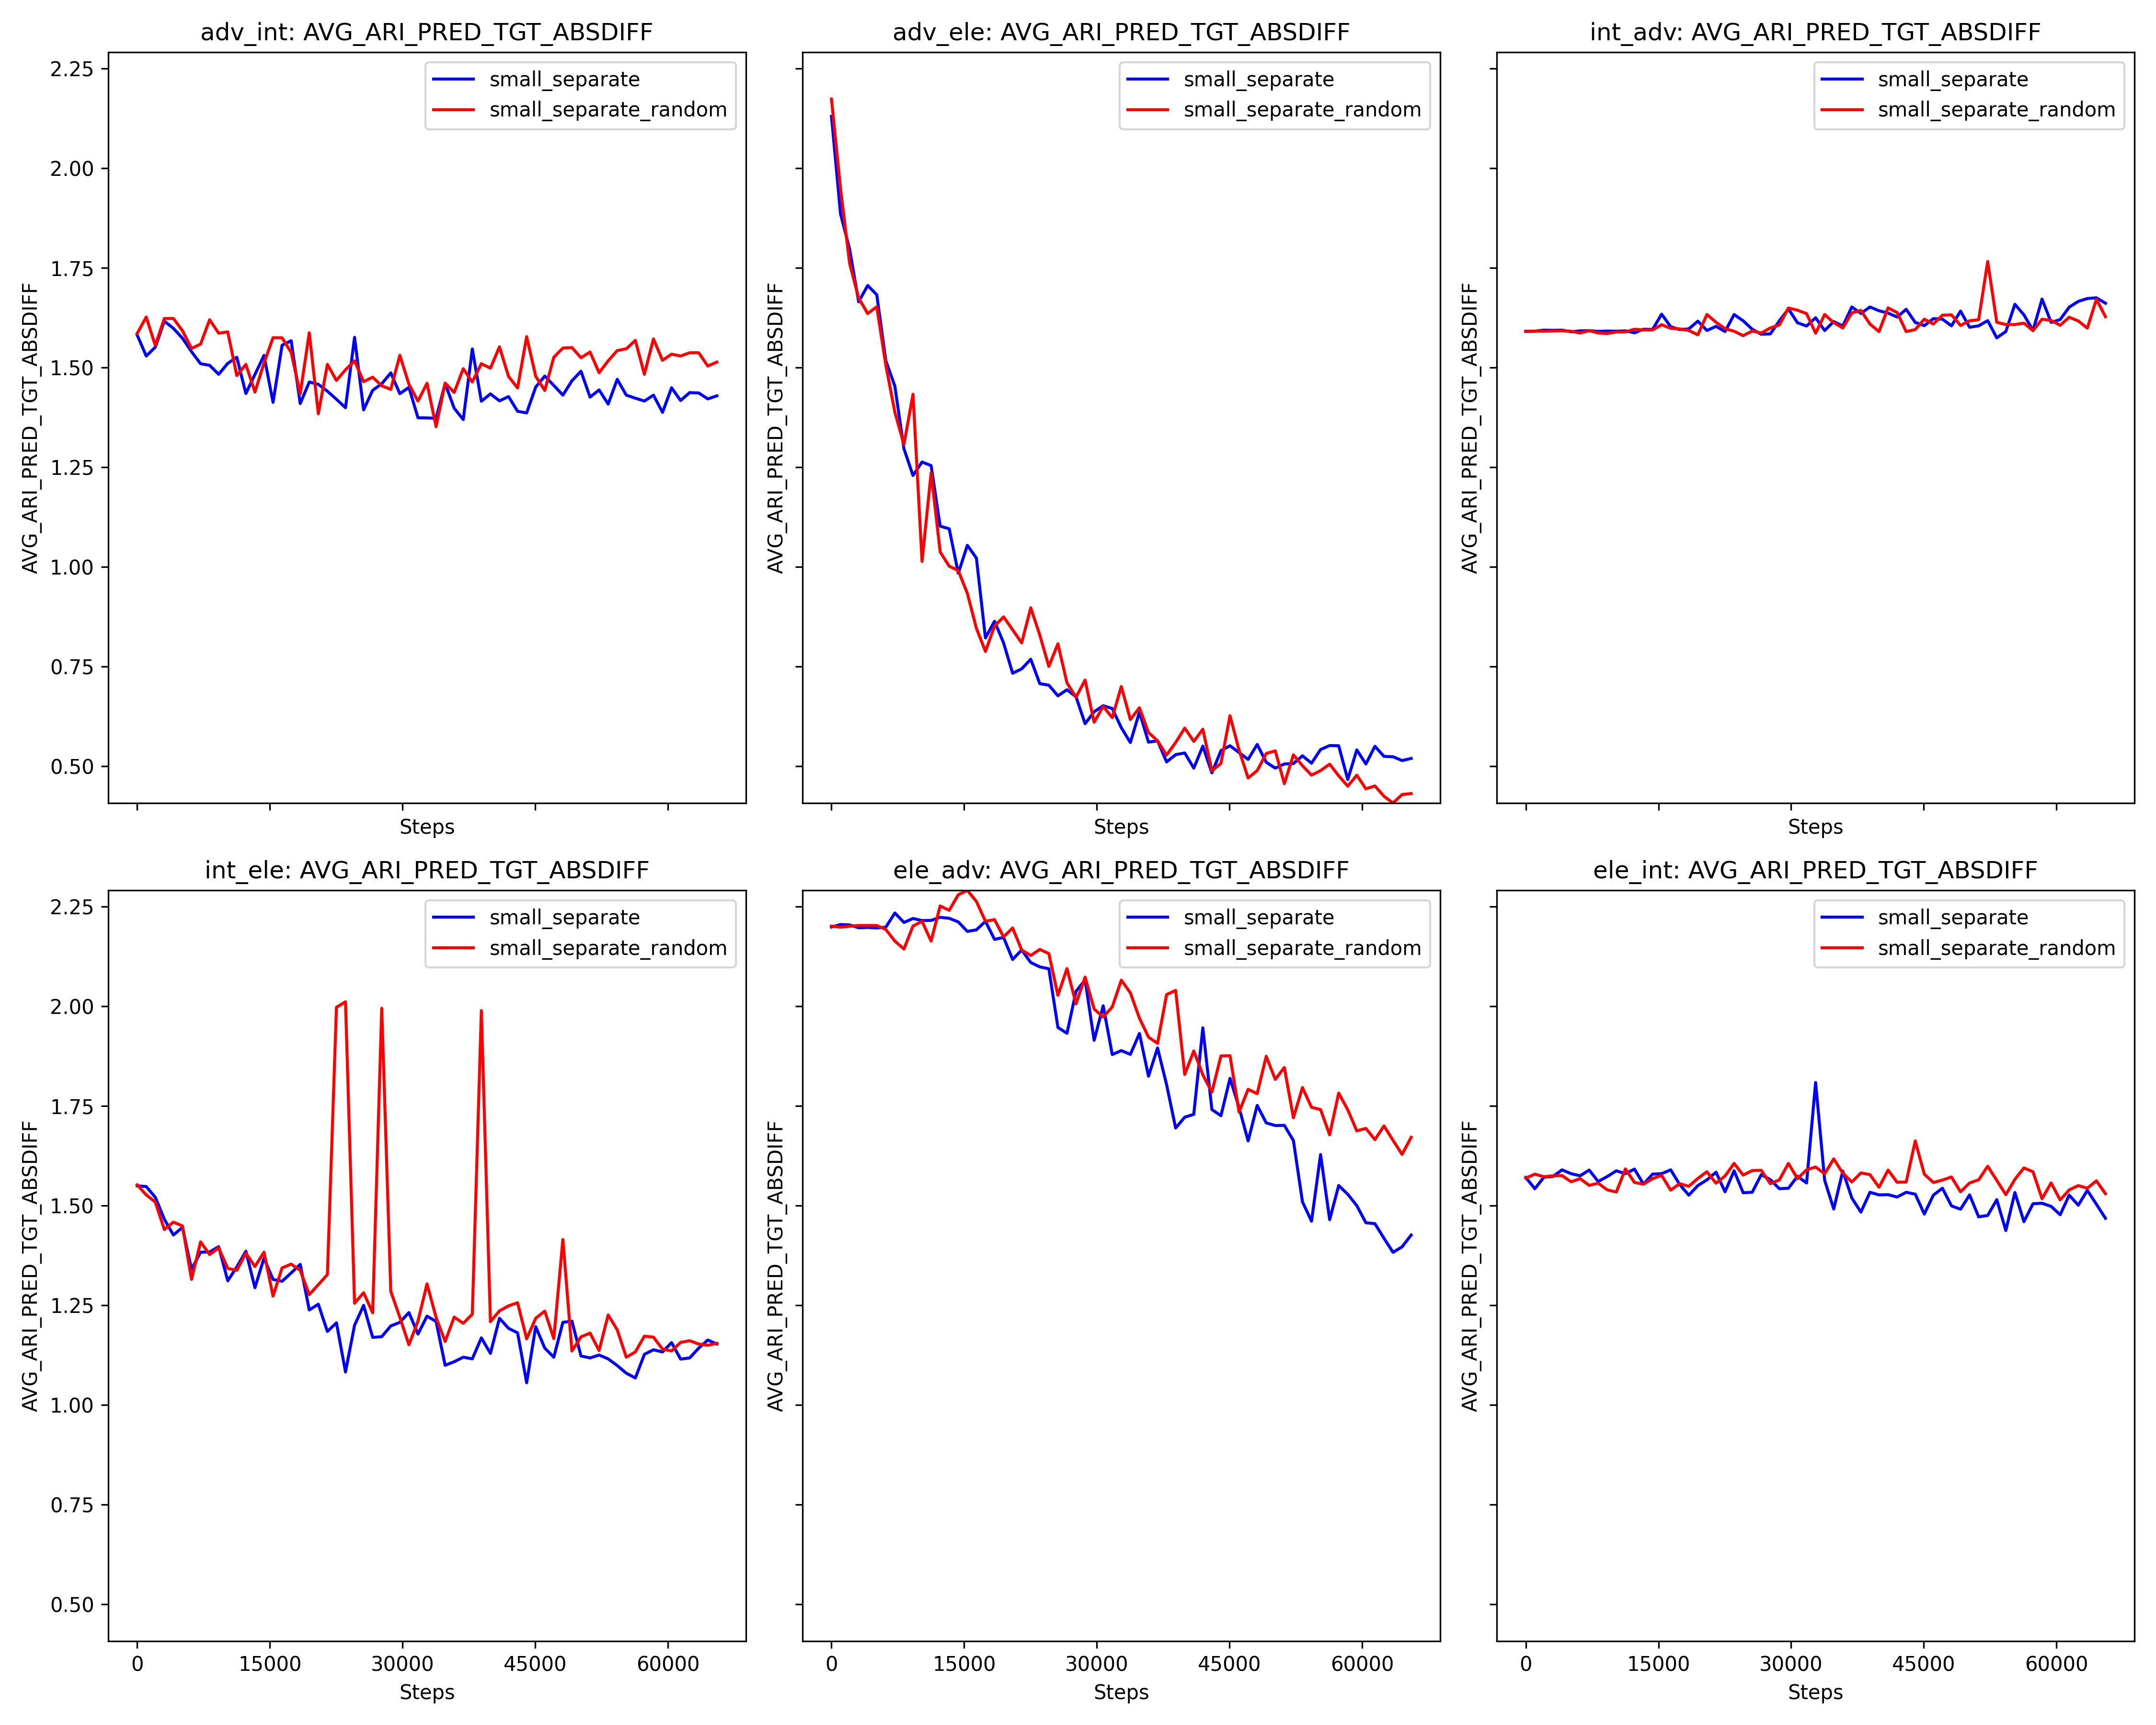 adv_int: AVG_ARI_PRED_TGT_ABSDIFF
AVG_ARI_PRED_TGT_ABSDIFF
2.25
2.00
1.75
1.50
1.25
1.00
0.75
0.50
small_separate
small_separate_random
Steps
adv_ele: AVG_ARI_PRED_TGT_ABSDIFF
AVG_ARI_PRED_TGT_ABSDIFF
small_separate
small_separate_random
Steps
int_adv: AVG_ARI_PRED_TGT_ABSDIFF
AVG_ARI_PRED_TGT_ABSDIFF
small_separate
small_separate_random
Steps
int_ele: AVG_ARI_PRED_TGT_ABSDIFF
AVG_ARI_PRED_TGT_ABSDIFF
2.25
2.00
1.75
1.50
1.25
1.00
0.75
0.50
small_separate
small_separate_random
0 15000 30000 45000 60000
Steps
ele_adv: AVG_ARI_PRED_TGT_ABSDIFF
AVG_ARI_PRED_TGT_ABSDIFF
small_separate
small_separate_random
0 15000 30000 45000 60000
Steps
ele_int: AVG_ARI_PRED_TGT_ABSDIFF
AVG_ARI_PRED_TGT_ABSDIFF
small_separate
small_separate_random
0 15000 30000 45000 60000
Steps